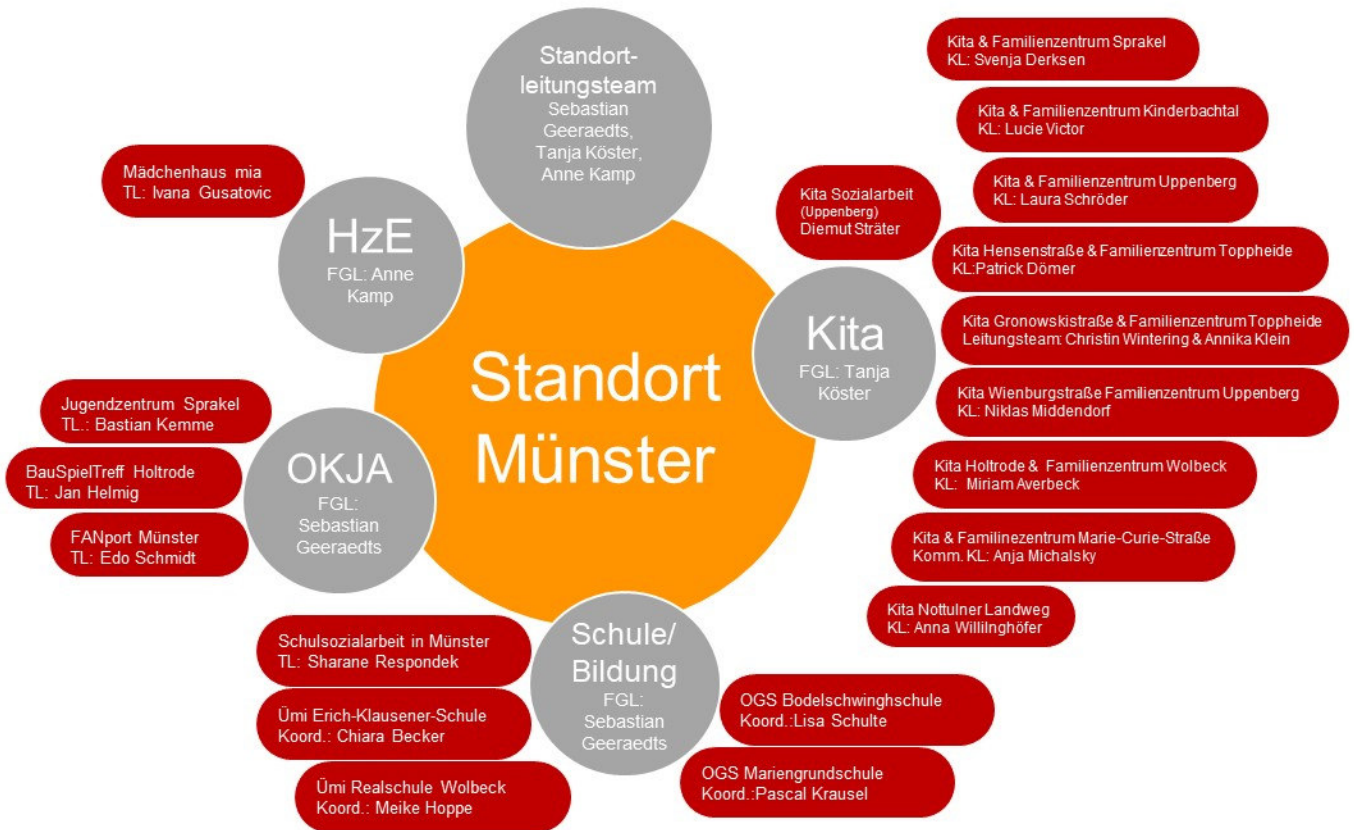 Standort-
leitungsteam
Sebastian
Geeraedts,
Tanja Köster,
Anne Kamp
Mädchenhaus mia
TL: Ivana Gusatovic
HzE
FGL: Anne
Kamp
Standort
Münster
Jugendzentrum Sprakel
TL.: Bastian Kemme
BauSpielTreff Holtrode
TL: Jan Helmig
FANport Münster
TL: Edo Schmidt
OKJA
FGL:
Sebastian
Geeraedts
Schulsozialarbeit in Münster
TL: Sharane Respondek
Ümi Erich-Klausener-Schule
Koord.: Chiara Becker
Ümi Realschule Wolbeck
Koord.: Meike Hoppe
Schule/
Bildung
FGL:
Sebastian
Geeraedts
OGS Bodelschwinghschule
Koord.:Lisa Schulte
OGS Mariengrundschule
Koord.:Pascal Krausel
Kita
FGL: Tanja
Köster
Kita Sozialarbeit
(Uppenberg)
Diemut Sträter
Kita & Familienzentrum Sprakel
KL: Svenja Derksen
Kita & Familienzentrum Kinderbachtal
KL: Lucie Victor
Kita & Familienzentrum Uppenberg
KL: Laura Schröder
Kita Hensenstraße & Familienzentrum Toppheide
KL:Patrick Dömer
Kita Gronowskistraße & Familienzentrum Toppheide
Leitungsteam: Christin Wintering & Annika Klein
Kita Wienburgstraße Familienzentrum Uppenberg
KL: Niklas Middendorf
Kita Holtrode & Familienzentrum Wolbeck
KL: Miriam Averbeck
Kita & Familinezentrum Marie-Curie-Straße
Komm. KL: Anja Michalsky
Kita Nottulner Landweg
KL: Anna Willilnghöfer